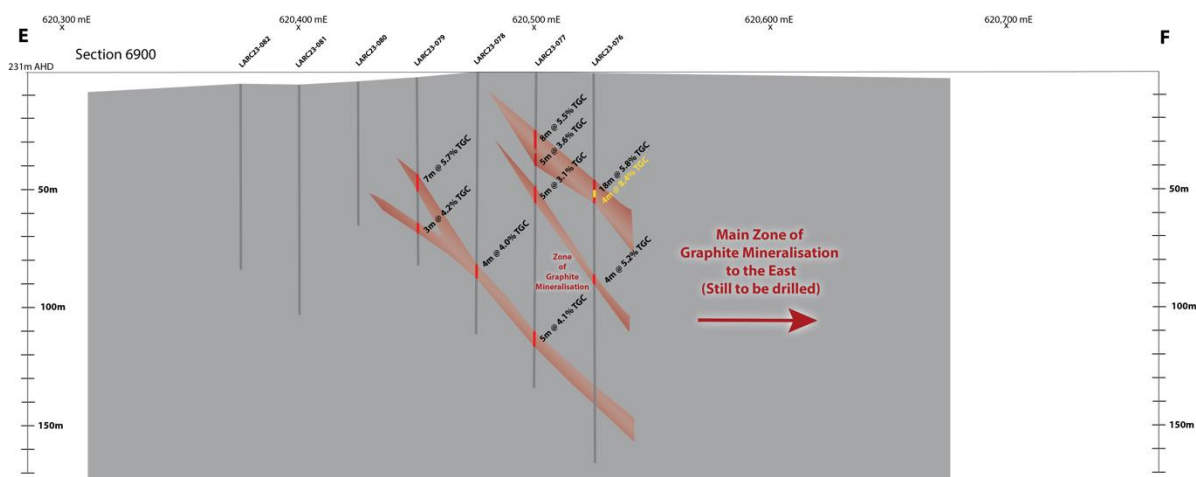 620,300 mE
620,400 mE
620,500 mE
620,600 mE
620,700 mE
x
x
x
x
x
E
F
Section 6900
231m AHD
LARC23-082
LARC23-081
LARC23-080
LARC23-079
LARC23-078
LARC23-077
LARC23-076
8m @ 5.5% TGC
5m @ 3.6% TGC
7m @ 5.7% TGC
5m @ 3.1% TGC
18m @ 5.8% TGC
4m @ 8.4% TGC
50m
50m
3m @ 4.2% TGC
4m @ 4.0% TGC
4m @ 5.2% TGC
Zone
of
Graphite
Mineralisation
Main Zone of
Graphite Mineralisation
to the East
(Still to be drilled)
100m
100m
5m @ 4.1% TGC
150m
150m